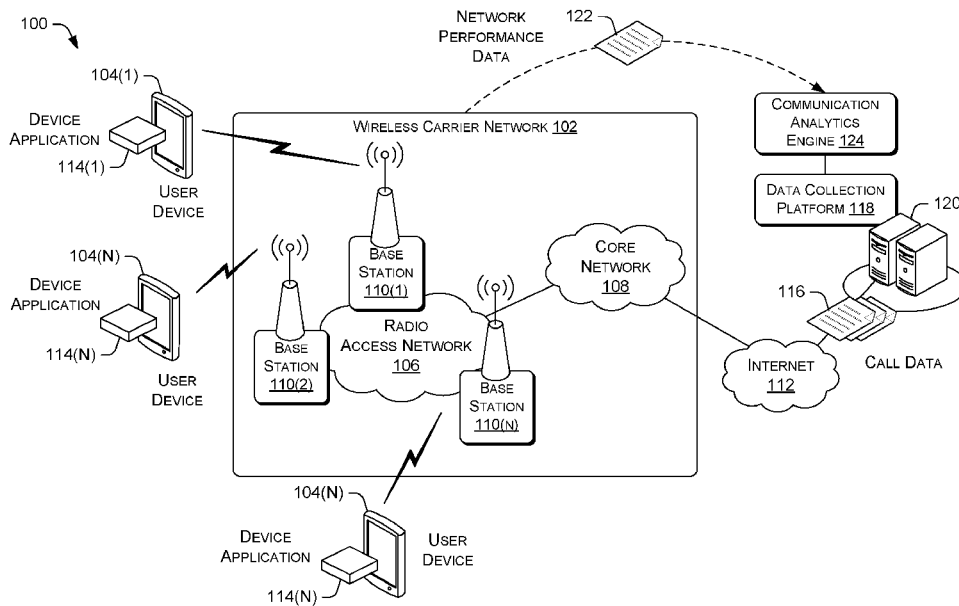 100
122
NETWORK
PERFORMANCE
DATA
104(1)
DEVICE
APPLICATION
114(1)
USER
DEVICE
WIRELESS CARRIER NETWORK 102
COMMUNICATION
ANALYTICS
ENGINE 124
DATA COLLECTION
PLATFORM 118
120
BASE
STATION
110(1)
CORE
NETWORK
108
104(N)
DEVICE
APPLICATION
114(N)
USER
DEVICE
BASE
STATION
110(2)
RADIO
ACCESS NETWORK
106
BASE
STATION
110(N)
116
CALL DATA
INTERNET
112
104(N)
DEVICE
APPLICATION
114(N)
USER
DEVICE